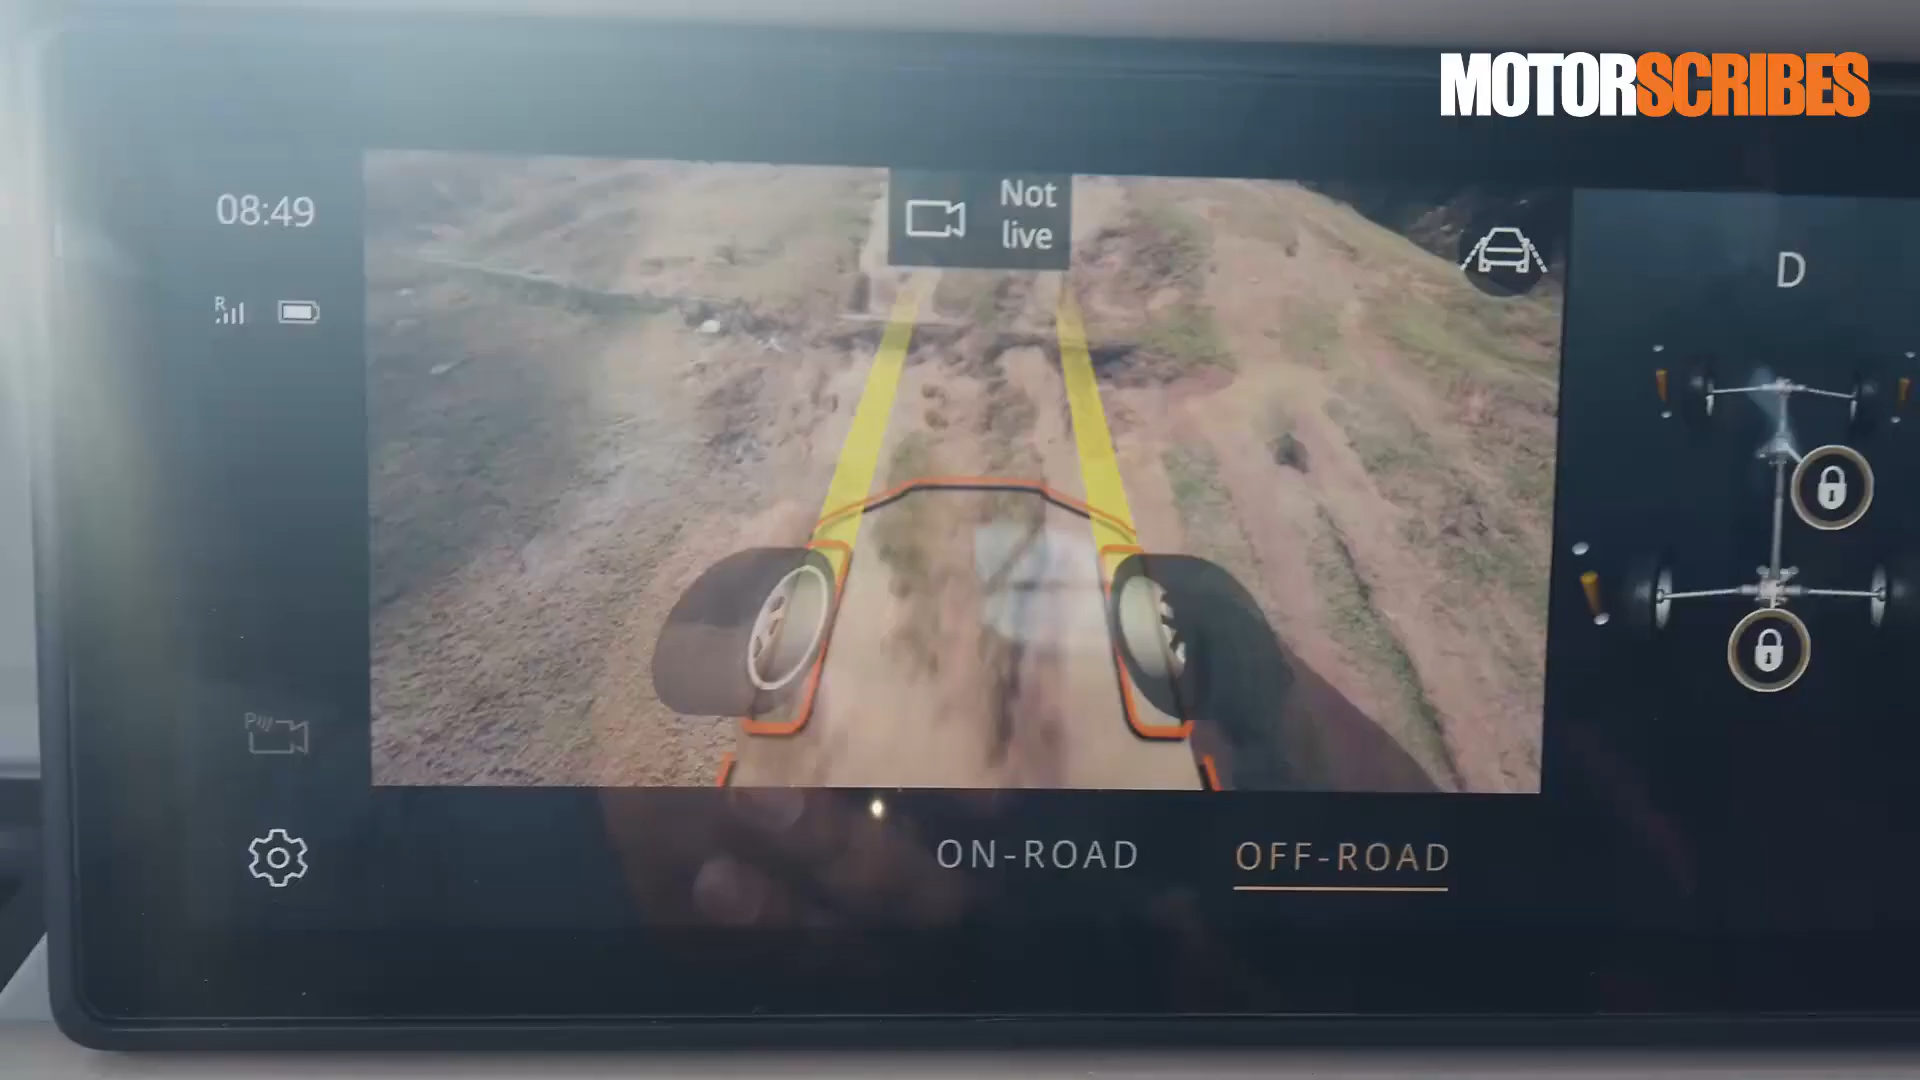 MOTORSCRIBES
08:49
Not
live
D
R
P
ON-ROAD
OFF-ROAD